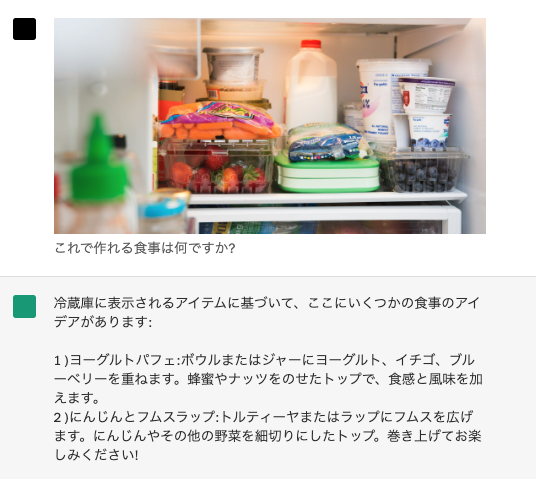 これで作れる食事は何ですか?
冷蔵庫に表示されるアイテムに基づいて、ここにいくつかの食事のアイ
デアがあります:
1 )ヨーグルトパフェ:ボウルまたはジャーにヨーグルト、イチゴ、ブル
ーベリーを重ねます。蜂蜜やナッツをのせたトップで、食感と風味を加
えます。
2 )にんじんとフムスラップ:トルティーヤまたはラップにフムスを広げ
ます。にんじんやその他の野菜を細切りにしたトップ。巻き上げてお楽
しみください!